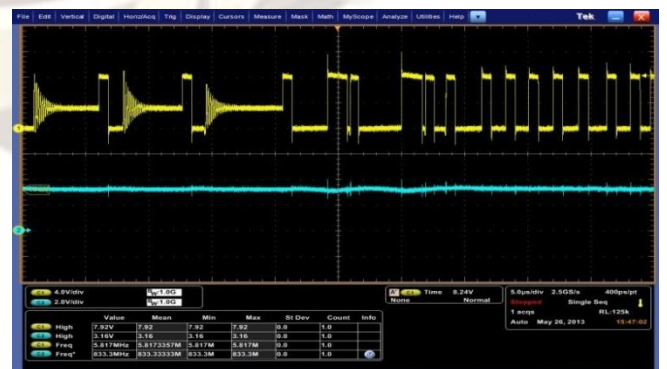 File Edit Vertical Digital Horiz/Acq Trig Display Cursors Measure Mask Math MyScope Analyze Utilities Help Tek
1
2
C1 4.0V/div 1.0G
C2 2.0V/div 1.0G
Time 8.24V
None Normal
5.0µs/div 2.5GS/s 400ps/pt
Stopped Single Seq
1 acqs RL:125k
Auto May 26, 2013 15:47:02
Value Mean Min Max St Dev Count Info
C1 High 7.92V 7.92 7.92 7.92 0.0 1.0
C2 High 3.16V 3.16 3.16 3.16 0.0 1.0
C1 Freq 5.817MHz 5.8173357M 5.817M 5.817M 0.0 1.0
C2 Freq* 833.3MHz 833.33333M 833.3M 833.3M 0.0 1.0